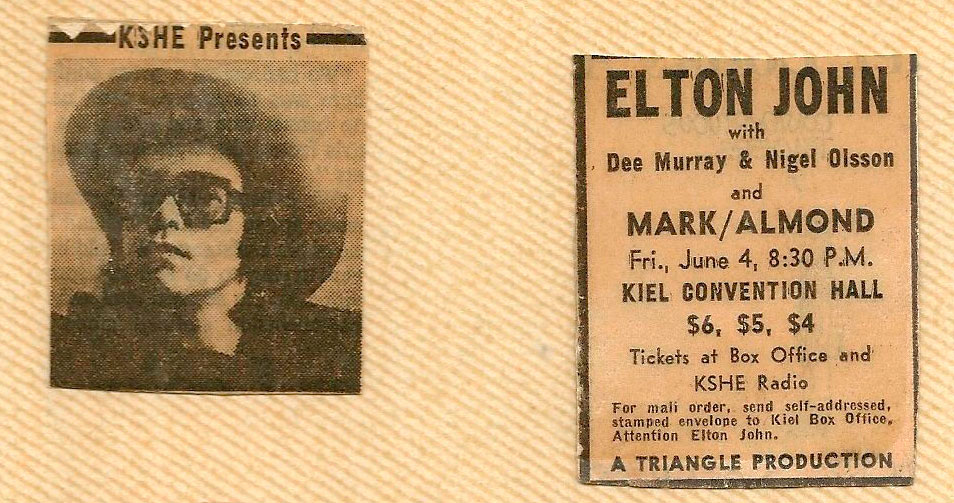 KSHE Presents
ELTON JOHN
with
Dee Murray & Nigel Olsson
and
MARK/ALMOND
Fri., June 4, 8:30 P.M.
KIEL CONVENTION HALL
$6, $5, $4
Tickets at Box Office and
KSHE Radio
For mail order, send self-addressed,
stamped envelope to Kiel Box Office,
Attention Elton John.
A TRIANGLE PRODUCTION